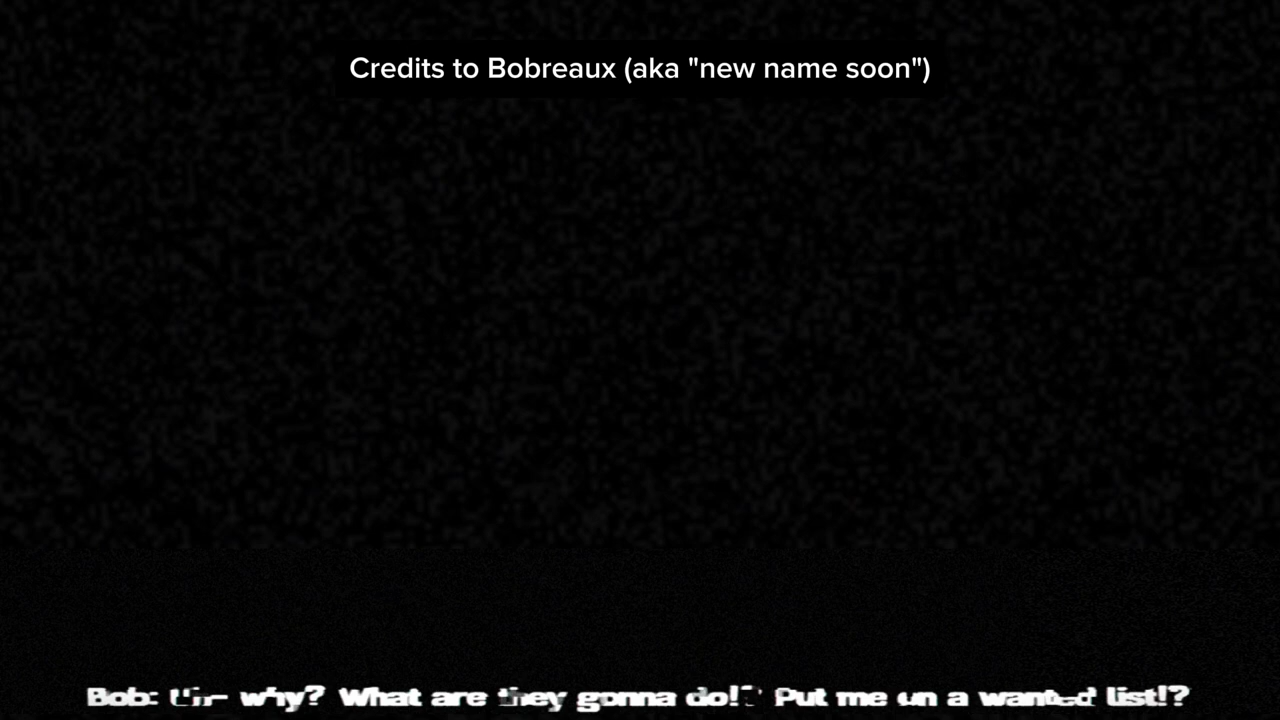 Credits to Bobreaux (aka "new name soon")
Bob: why? What are they gonna do!? Put me on a wanted list!?